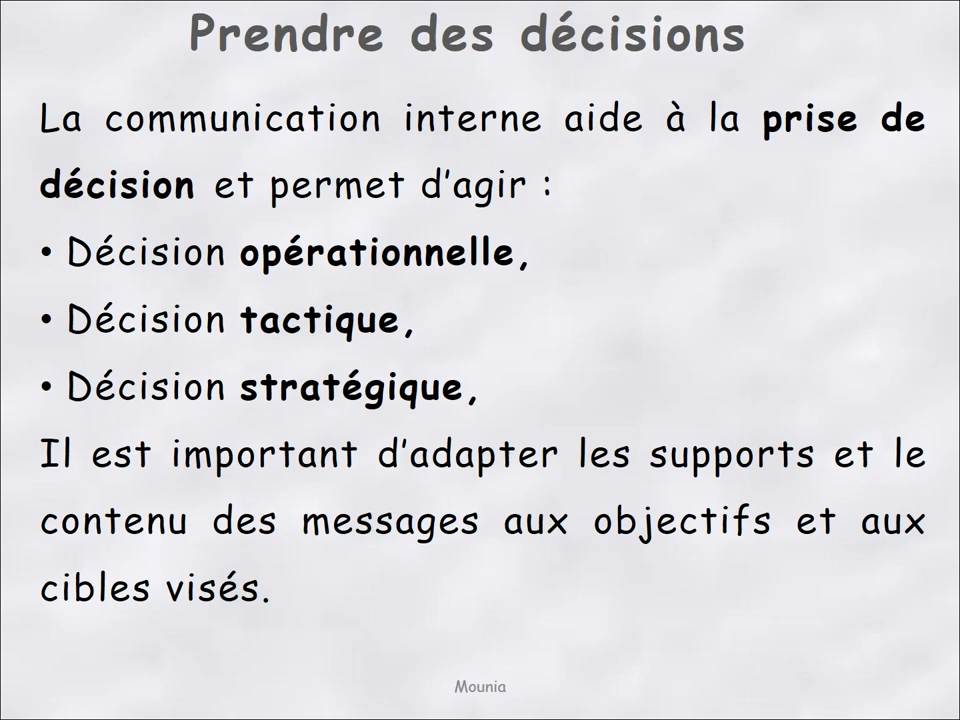 Prendre des décisions
La communication interne aide à la prise de
décision et permet d’agir :
• Décision opérationnelle,
• Décision tactique,
• Décision stratégique,
Il est important d’adapter les supports et le
contenu des messages aux objectifs et aux
cibles visés.
Mounia